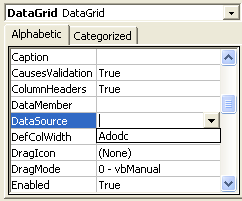 DataGrid DataGrid
Alphabetic Categorized
Caption
CausesValidation True
ColumnHeaders True
DataMember
DataSource
DefColWidth Adodc
DragIcon (None)
DragMode 0 - vbManual
Enabled True